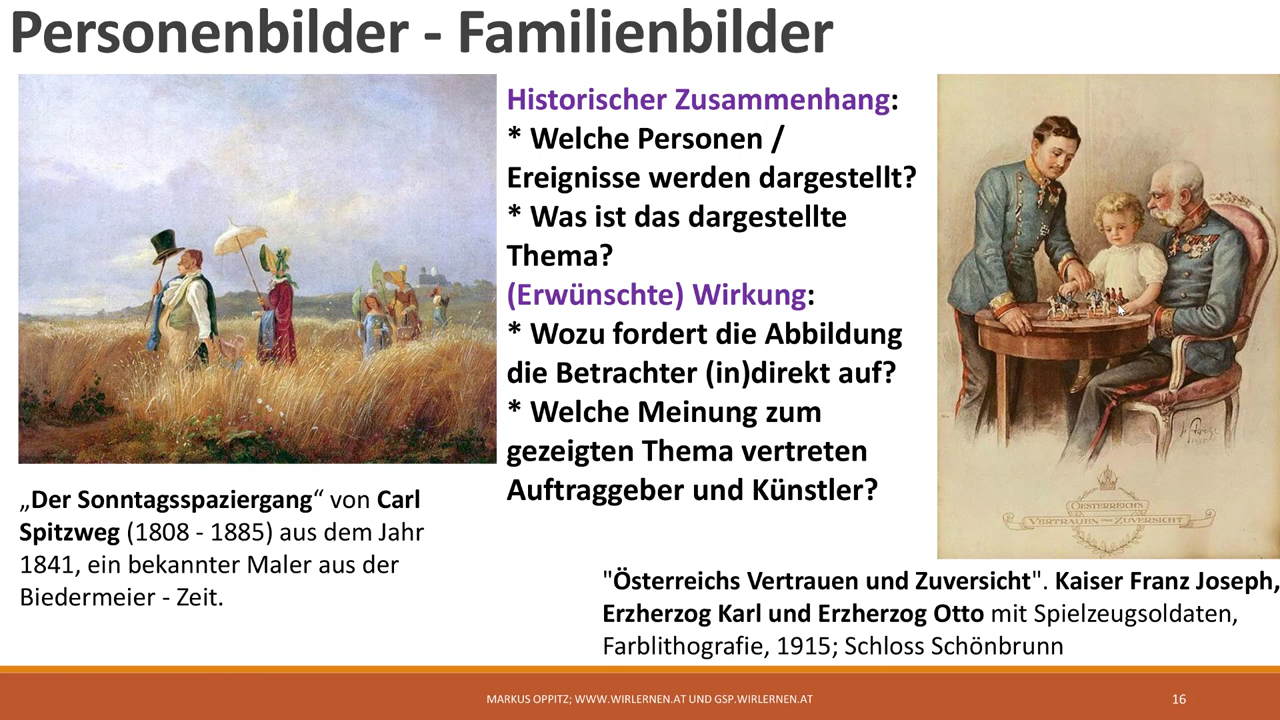 Personenbilder - Familienbilder
Historischer Zusammenhang:
* Welche Personen /
Ereignisse werden dargestellt?
* Was ist das dargestellte
Thema?
(Erwünschte) Wirkung:
* Wozu fordert die Abbildung
die Betrachter (in)direkt auf?
* Welche Meinung zum
gezeigten Thema vertreten
Auftraggeber und Künstler?
„Der Sonntagsspaziergang“ von Carl
Spitzweg (1808 - 1885) aus dem Jahr
1841, ein bekannter Maler aus der
Biedermeier - Zeit.
OESTERREICHS
VERTRAUEN UND ZUVERSICHT
"Österreichs Vertrauen und Zuversicht". Kaiser Franz Joseph,
Erzherzog Karl und Erzherzog Otto mit Spielzeugsoldaten,
Farblithografie, 1915; Schloss Schönbrunn
MARKUS OPPITZ; WWW.WIRLERNEN.AT UND GSP.WIRLERNEN.AT
16